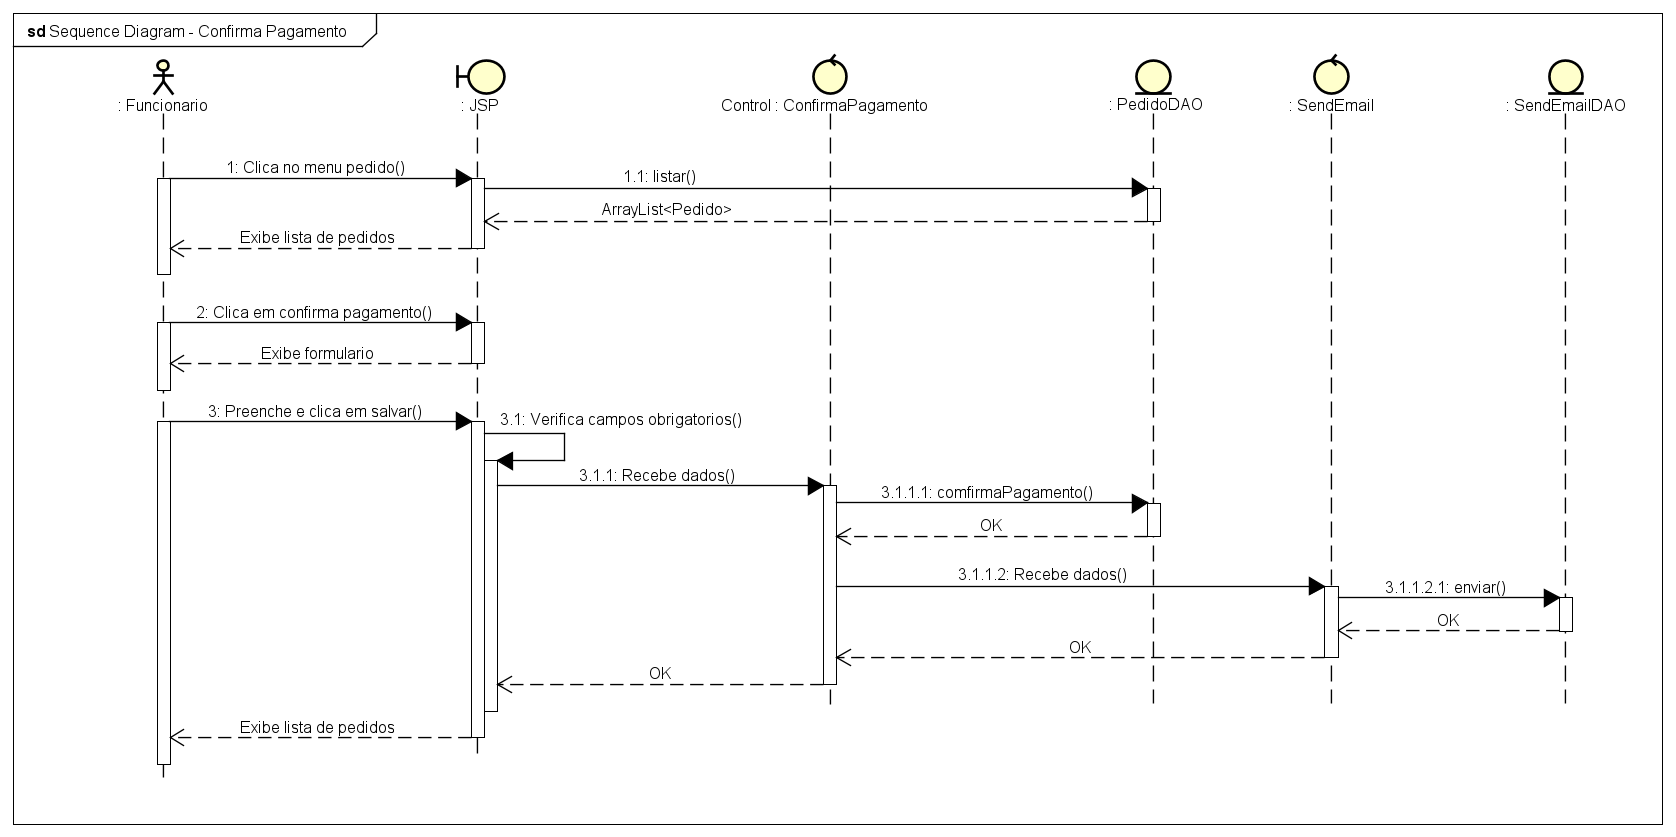 sd Sequence Diagram - Confirma Pagamento
: Funcionario
: JSP
Control : ConfirmaPagamento
: PedidoDAO
: SendEmail
: SendEmailDAO
1: Clica no menu pedido()
1.1: listar()
ArrayList<Pedido>
Exibe lista de pedidos
2: Clica em confirma pagamento()
Exibe formulario
3: Preenche e clica em salvar()
3.1: Verifica campos obrigatorios()
3.1.1: Recebe dados()
3.1.1.1: comfirmaPagamento()
OK
3.1.1.2: Recebe dados()
3.1.1.2.1: enviar()
OK
OK
OK
Exibe lista de pedidos